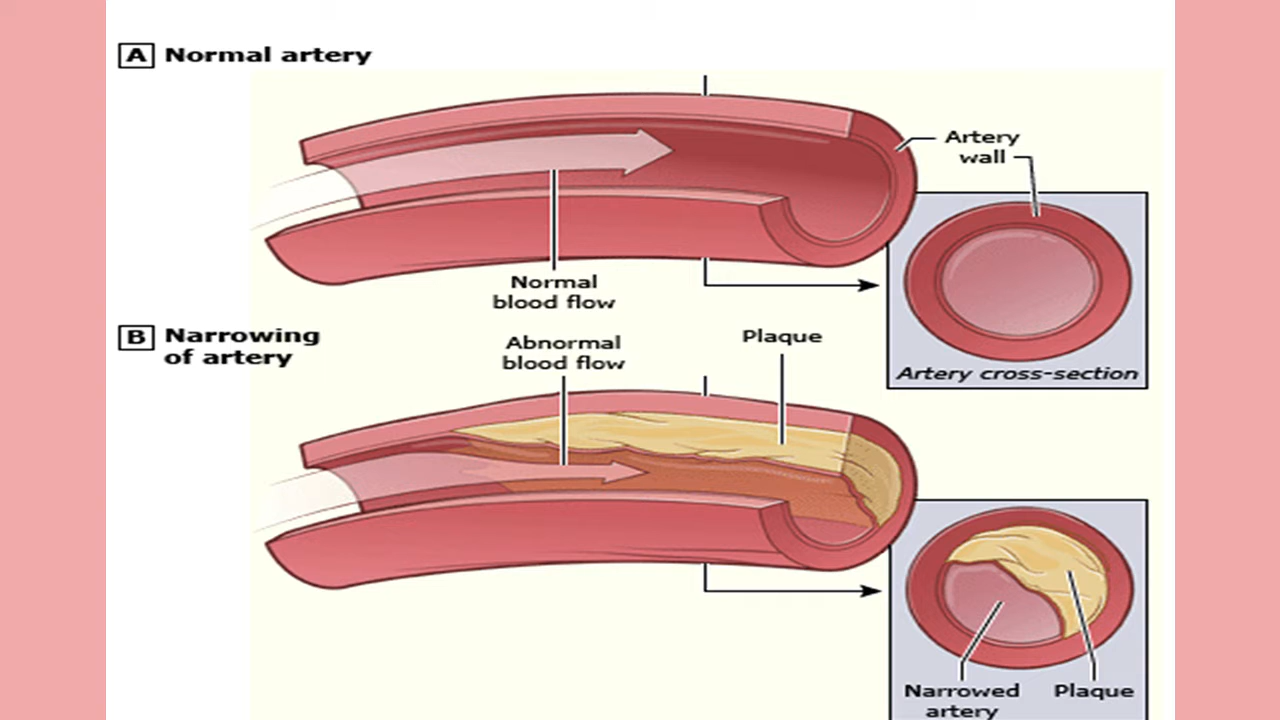 A Normal artery
Artery
wall
Normal
blood flow
Artery cross-section
B Narrowing
of artery
Abnormal
blood flow
Plaque
Narrowed
artery
Plaque